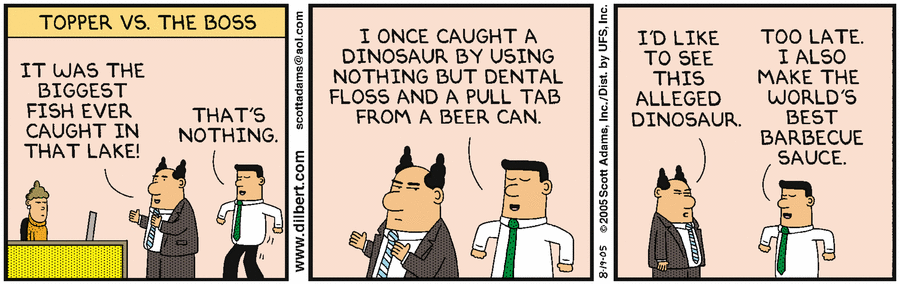 TOPPER VS. THE BOSS
IT WAS THE
BIGGEST
FISH EVER
CAUGHT IN
THAT LAKE!
THAT'S
NOTHING.
www.dilbert.com
scottadams@aol.com
I ONCE CAUGHT A
DINOSAUR BY USING
NOTHING BUT DENTAL
FLOSS AND A PULL TAB
FROM A BEER CAN.
8-9-05 ©2005 Scott Adams, Inc./Dist. by UFS, Inc.
I'D LIKE
TO SEE
THIS
ALLEGED
DINOSAUR.
TOO LATE.
I ALSO
MAKE THE
WORLD'S
BEST
BARBECUE
SAUCE.